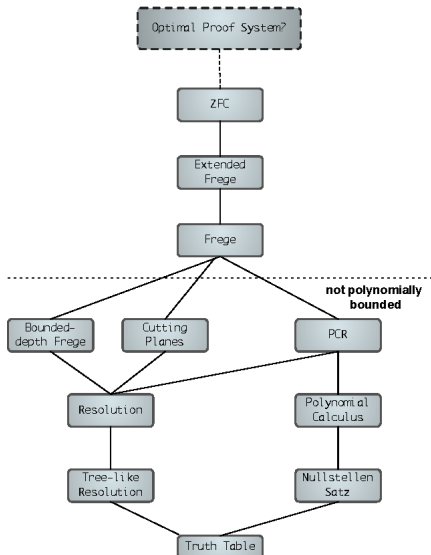 Optimal Proof System?
ZFC
Extended
Frege
Frege
not polynomially
bounded
Bounded-
depth Frege
Cutting
Planes
PCR
Resolution
Polynomial
Calculus
Tree-like
Resolution
Nullstellen
Satz
Truth Table